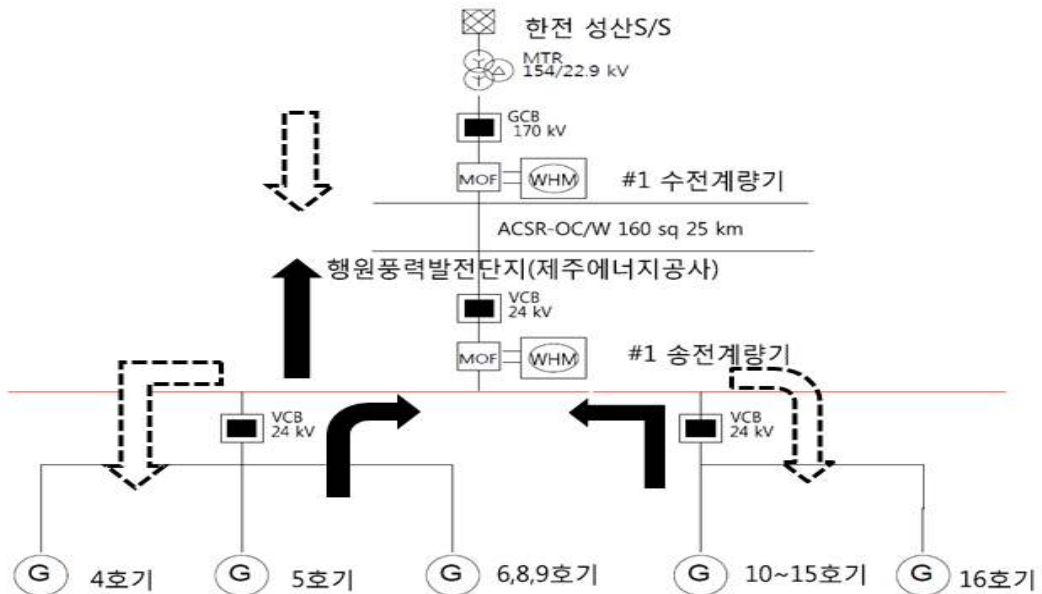 한전 성산S/S
MTR
154/22.9 kV
GCB
170 kV
MOF
WHM
#1 수전계량기
ACSR-OC/W 160 sq 25 km
행원풍력발전단지(제주에너지공사)
VCB
24 kV
MOF
WHM
#1 송전계량기
VCB
24 kV
VCB
24 kV
G
4호기
G
5호기
G
6,8,9호기
G
10~15호기
G
16호기